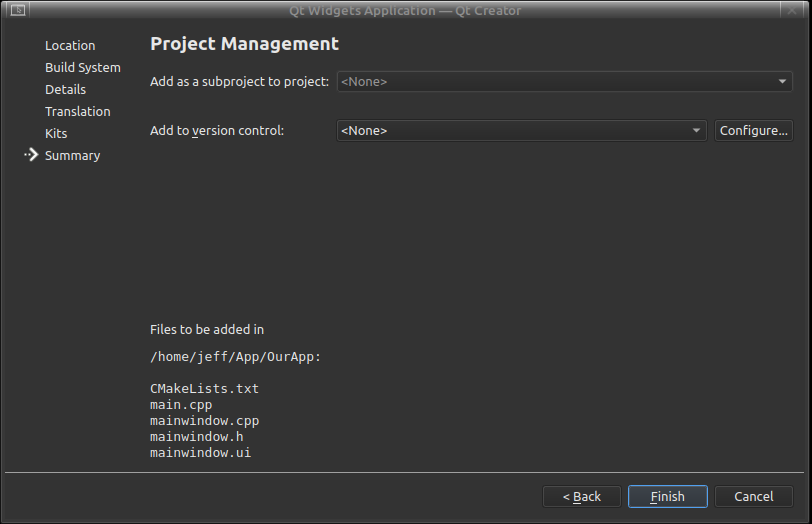 Qt Widgets Application — Qt Creator
Location
Build System
Details
Translation
Kits
Summary
Project Management
Add as a subproject to project: <None>
Add to version control: <None> Configure...
Files to be added in
/home/jeff/App/OurApp:
CMakeLists.txt
main.cpp
mainwindow.cpp
mainwindow.h
mainwindow.ui
< Back Finish Cancel